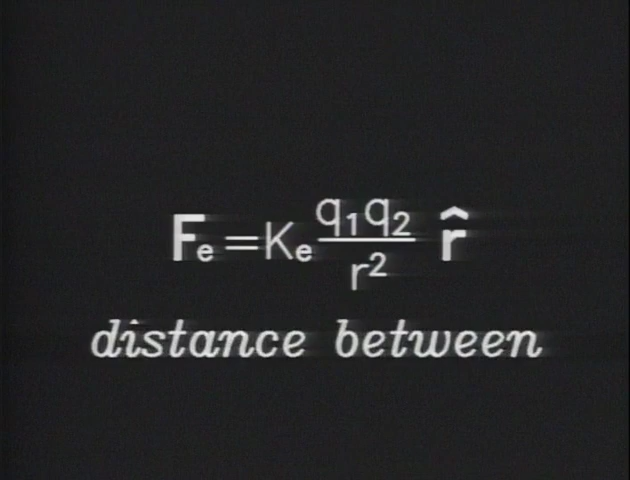 Fₑ=Kₑ q₁q₂/r² r̂
distance between